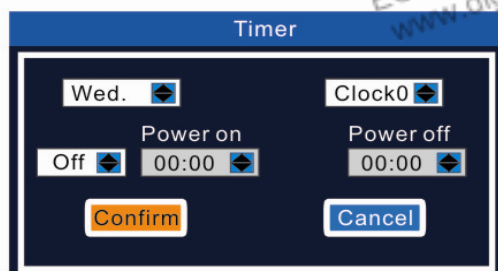 Timer
Wed. Clock0
Power on Power off
Off 00:00 00:00
Confirm Cancel